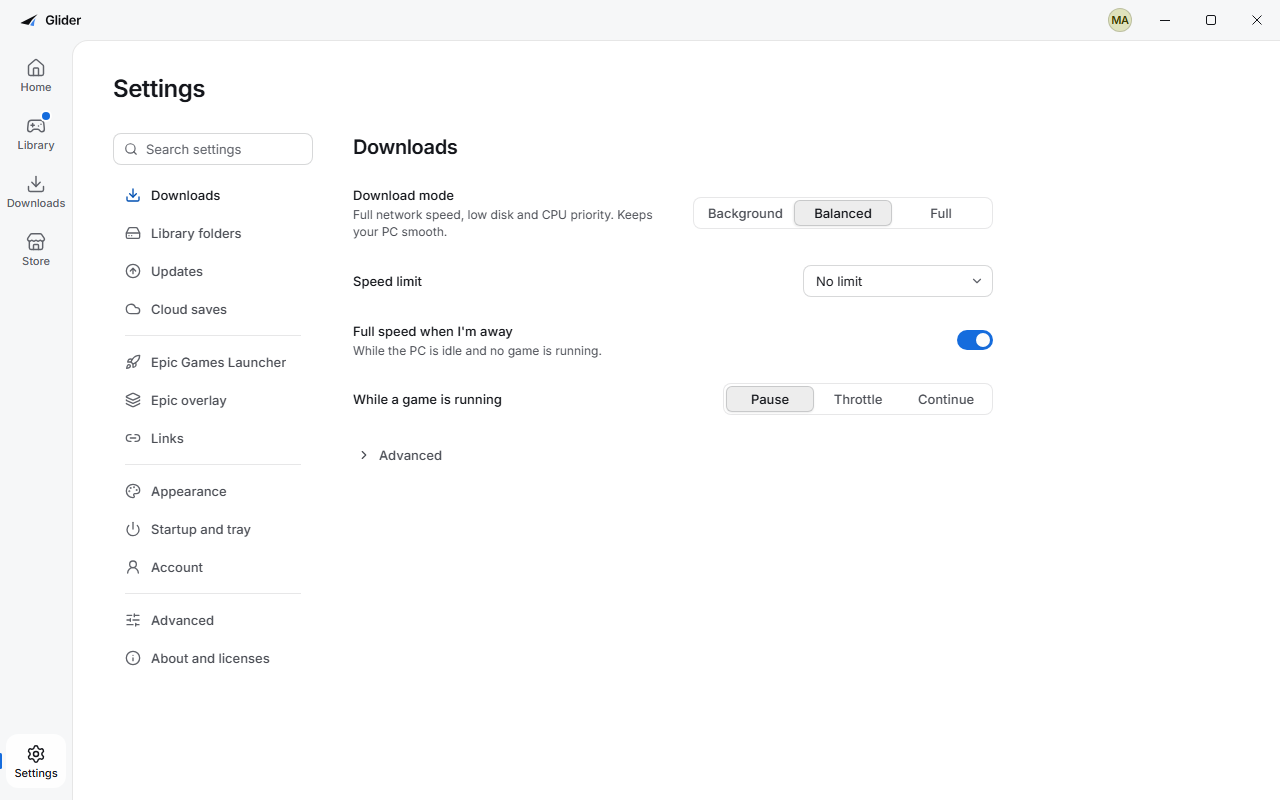 Glider
MA
Home
Library
Downloads
Store
Settings
Settings
Search settings
Downloads
Library folders
Updates
Cloud saves
Epic Games Launcher
Epic overlay
Links
Appearance
Startup and tray
Account
Advanced
About and licenses
Downloads
Download mode
Full network speed, low disk and CPU priority. Keeps
your PC smooth.
Background Balanced Full
Speed limit
No limit
Full speed when I'm away
While the PC is idle and no game is running.
While a game is running
Pause Throttle Continue
Advanced